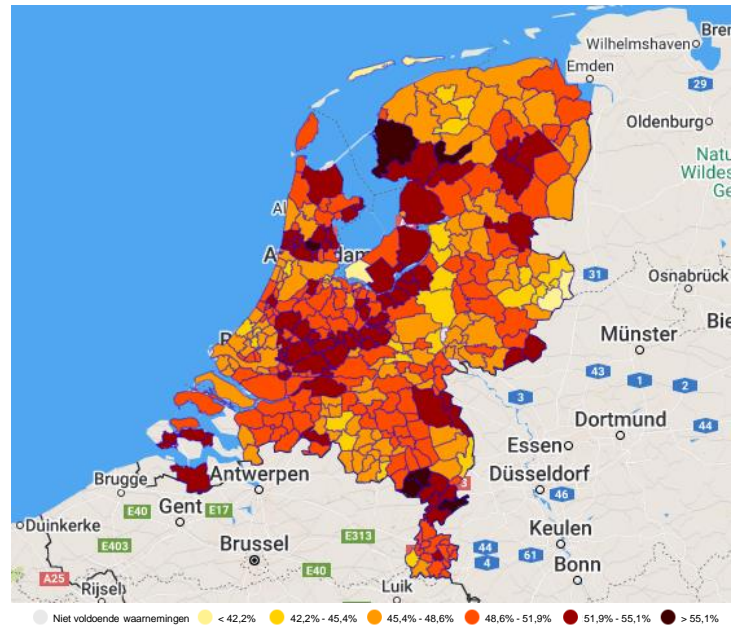 Bren
Wilhelmshaven
Emden
29
Oldenburg
Natu
Wildes
Ge
Al
A dam
31
Osnabrück
R
Münster
Bie
43
1
2
3
44
Dortmund
Essen
Brugge
Antwerpen
3
Düsseldorf
E40
Gent
E17
46
Duinkerke
E403
E313
Keulen
Brussel
44
61
4
A25
E40
Bonn
Rijsel
Luik
Niet voldoende waarnemingen < 42,2% 42,2% - 45,4% 45,4% - 48,6% 48,6% - 51,9% 51,9% - 55,1% > 55,1%